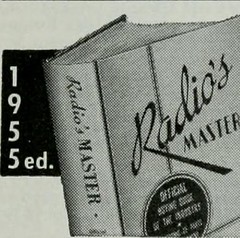 1
9
5
5 ed.
Radio's MASTER
Radio's
MASTER
OFFICIAL
BUYING GUIDE
OF THE INDUSTRY